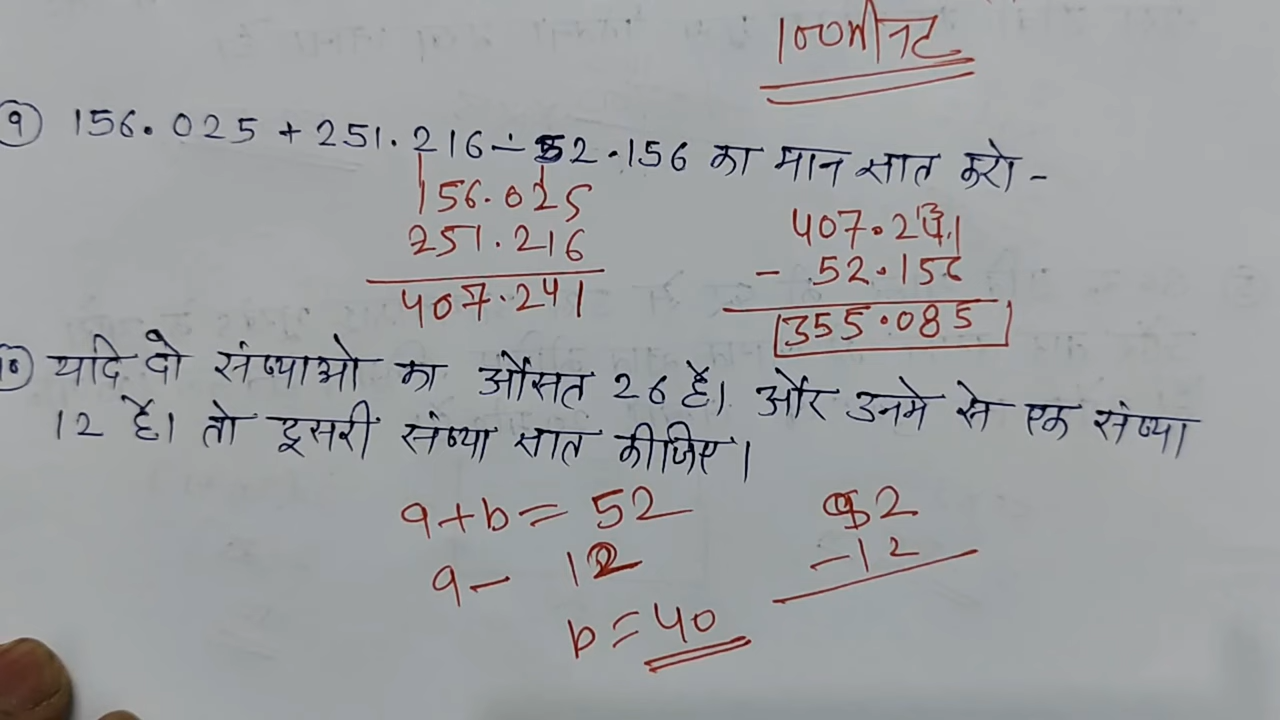 100मीटर
9) 156.025 + 251.216 - 52.156 का मान ज्ञात करो -
156.025
251.216
407.241
407.241
- 52.156
355.085
10) यदि दो संख्याओ का औसत 26 है। और उनमे से एक संख्या
12 है। तो दूसरी संख्या ज्ञात कीजिए।
a+b = 52
a - 12
b = 40
52
-12